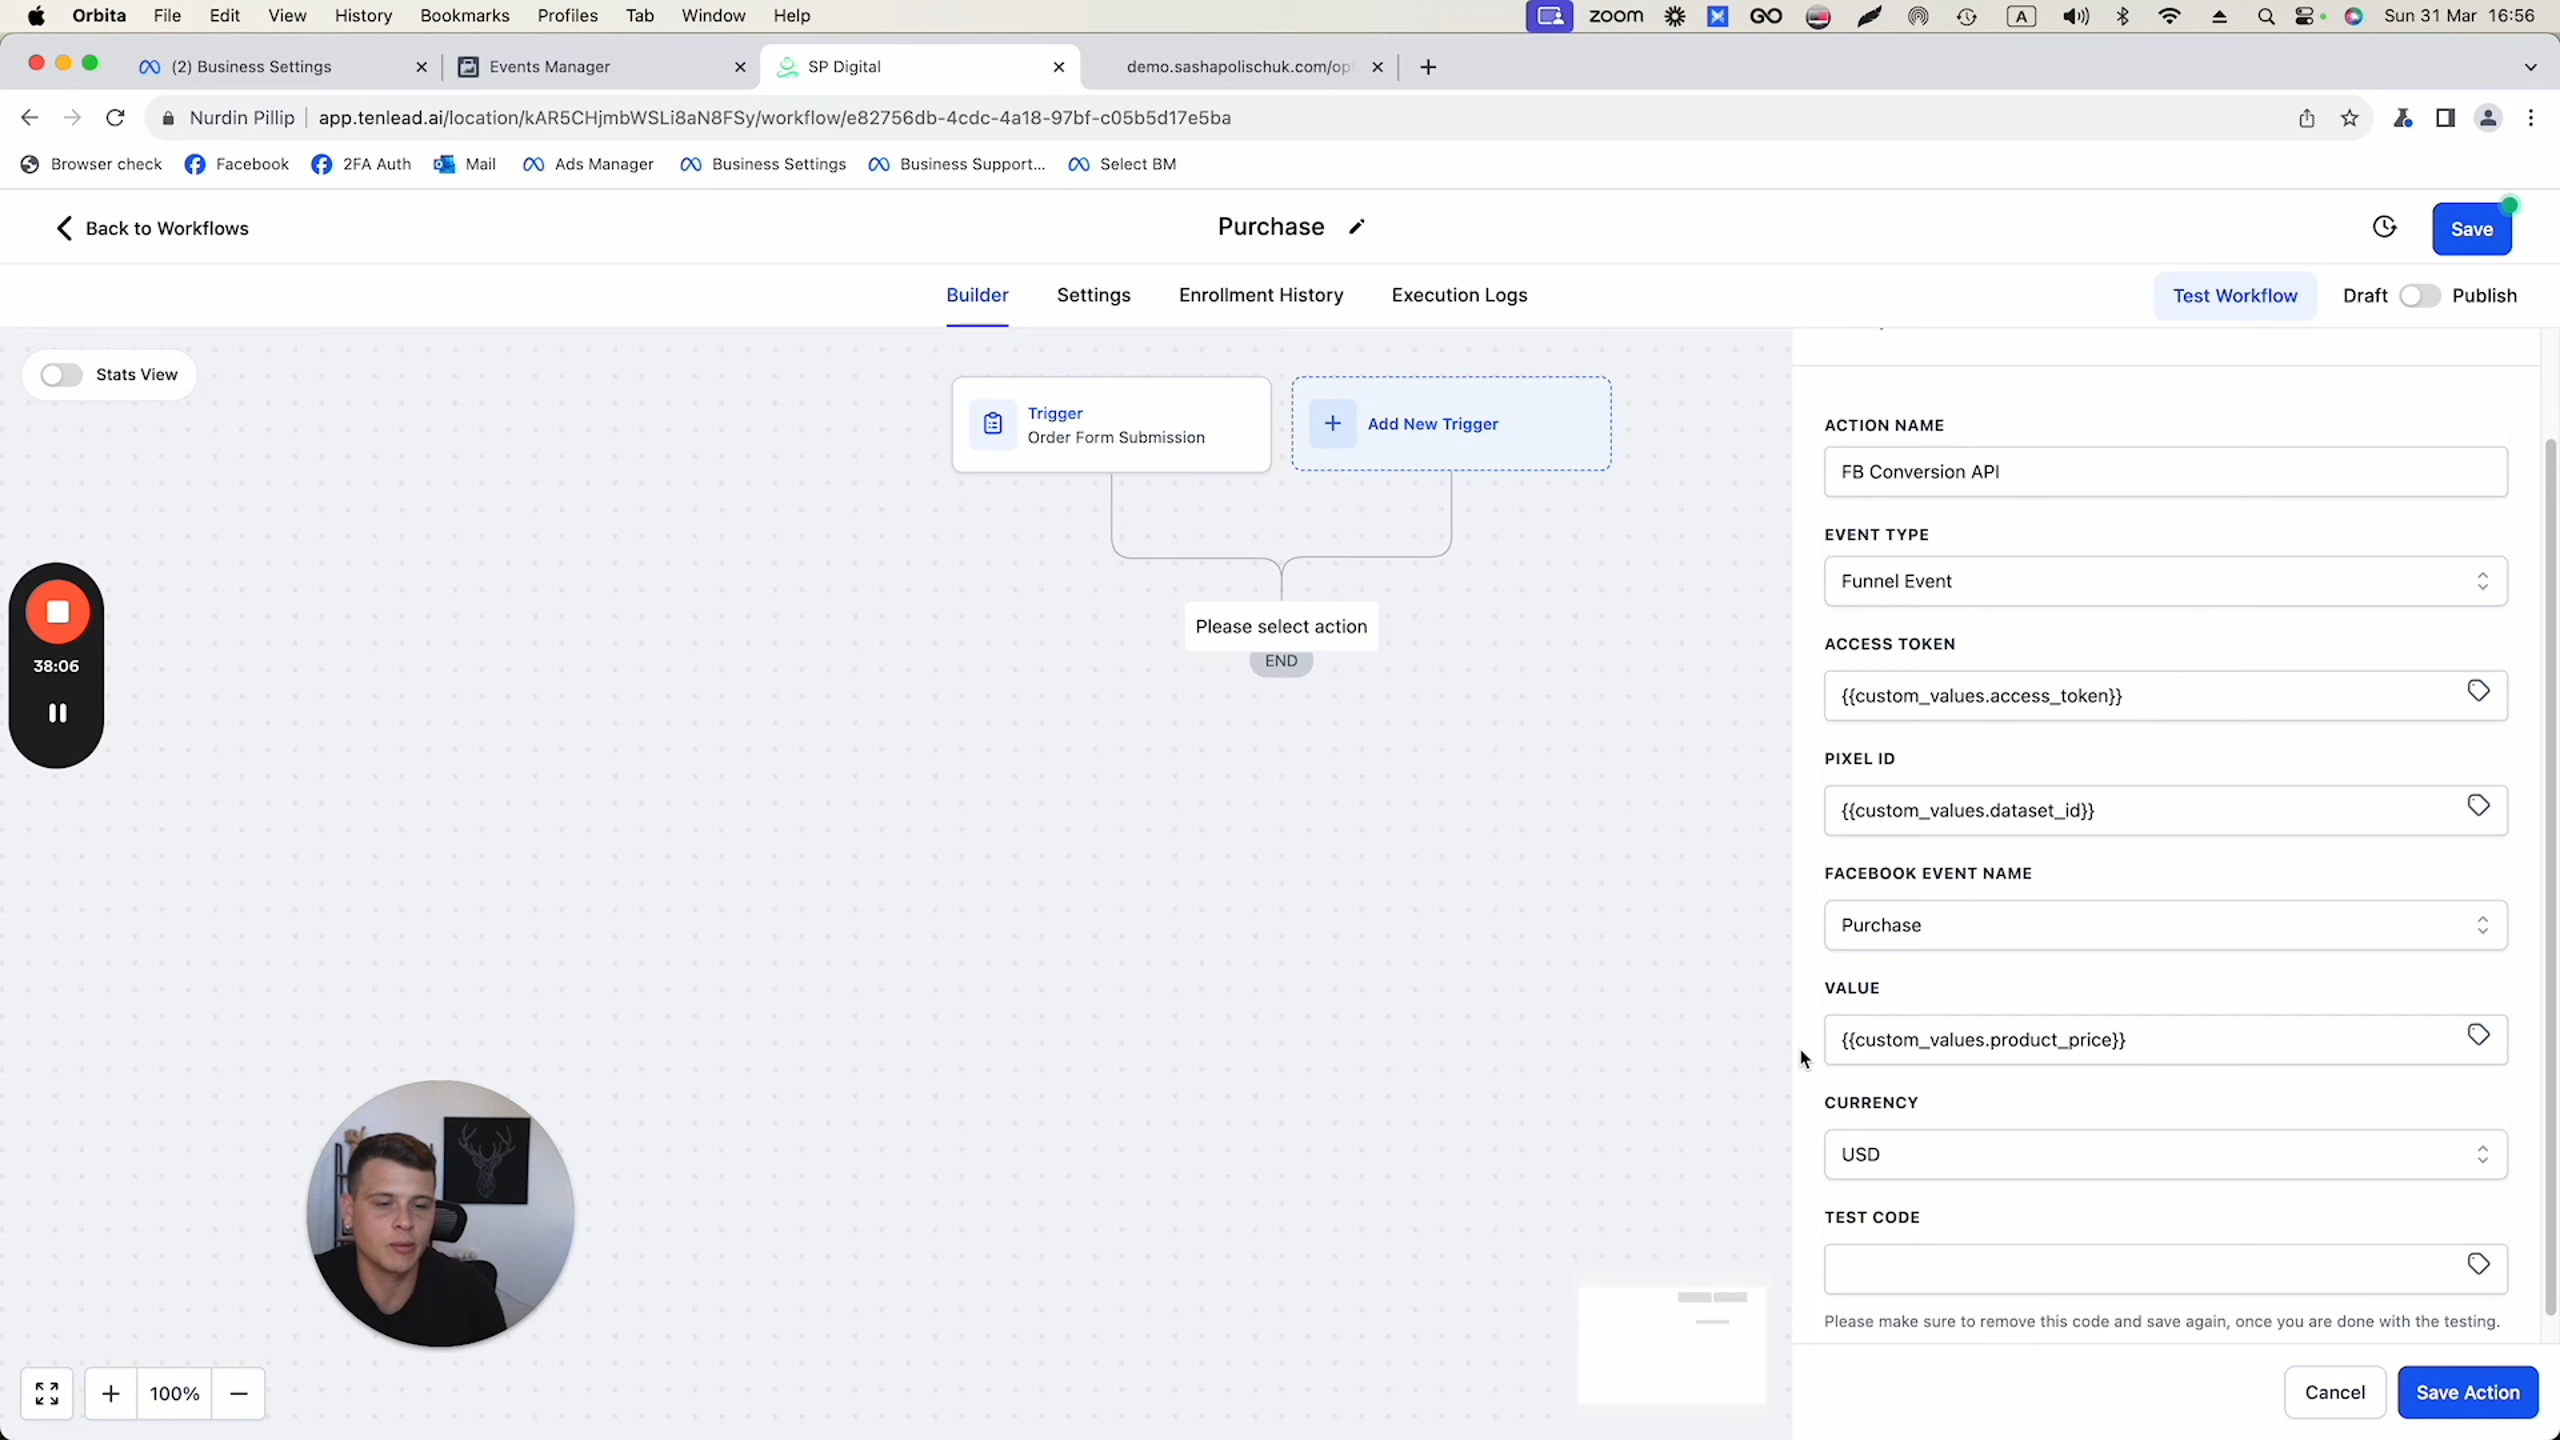 Orbita File Edit View History Bookmarks Profiles Tab Window Help
zoom A Sun 31 Mar 16:56
(2) Business Settings Events Manager SP Digital demo.sashapolischuk.com/opt
Nurdin Pillip app.tenlead.ai/location/kAR5CHjmbWSLi8aN8FSy/workflow/e82756db-4cdc-4a18-97bf-c05b5d17e5ba
Browser check Facebook 2FA Auth Mail Ads Manager Business Settings Business Support... Select BM
Back to Workflows
Purchase
Save
Builder Settings Enrollment History Execution Logs
Test Workflow Draft Publish
Stats View
Trigger
Order Form Submission
Add New Trigger
Please select action
END
38:06
100%
ACTION NAME
FB Conversion API
EVENT TYPE
Funnel Event
ACCESS TOKEN
{{custom_values.access_token}}
PIXEL ID
{{custom_values.dataset_id}}
FACEBOOK EVENT NAME
Purchase
VALUE
{{custom_values.product_price}}
CURRENCY
USD
TEST CODE
Please make sure to remove this code and save again, once you are done with the testing.
Cancel Save Action